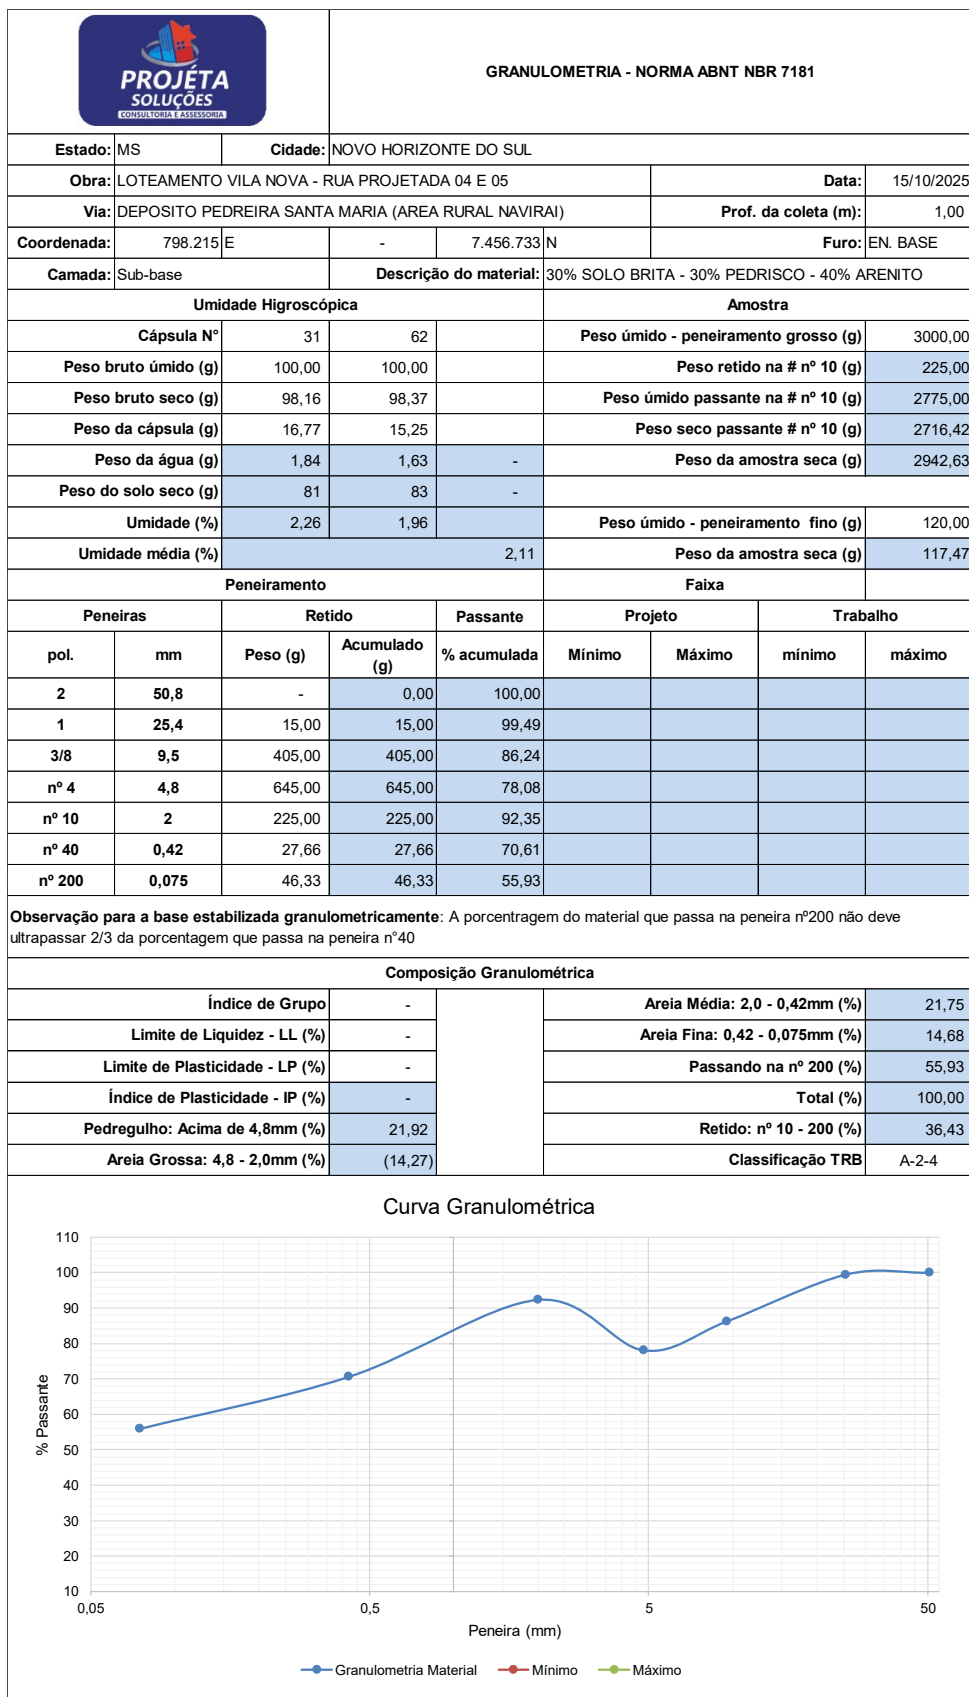 PROJÉTA
SOLUÇÕES
CONSULTORIA E ASSESSORIA
GRANULOMETRIA - NORMA ABNT NBR 7181
Estado: MS Cidade: NOVO HORIZONTE DO SUL
Obra: LOTEAMENTO VILA NOVA - RUA PROJETADA 04 E 05 Data: 15/10/2025
Via: DEPOSITO PEDREIRA SANTA MARIA (AREA RURAL NAVIRAI) Prof. da coleta (m): 1,00
Coordenada: 798.215 E - 7.456.733 N Furo: EN. BASE
Camada: Sub-base Descrição do material: 30% SOLO BRITA - 30% PEDRISCO - 40% ARENITO
Umidade Higroscópica Amostra
Cápsula N° 31 62 Peso úmido - peneiramento grosso (g) 3000,00
Peso bruto úmido (g) 100,00 100,00 Peso retido na # nº 10 (g) 225,00
Peso bruto seco (g) 98,16 98,37 Peso úmido passante na # nº 10 (g) 2775,00
Peso da cápsula (g) 16,77 15,25 Peso seco passante # nº 10 (g) 2716,42
Peso da água (g) 1,84 1,63 - Peso da amostra seca (g) 2942,63
Peso do solo seco (g) 81 83 -
Umidade (%) 2,26 1,96 Peso úmido - peneiramento fino (g) 120,00
Umidade média (%) 2,11 Peso da amostra seca (g) 117,47
Peneiramento Faixa
Peneiras Retido Passante Projeto Trabalho
pol. mm Peso (g) Acumulado (g) % acumulada Mínimo Máximo mínimo máximo
2 50,8 - 0,00 100,00
1 25,4 15,00 15,00 99,49
3/8 9,5 405,00 405,00 86,24
nº 4 4,8 645,00 645,00 78,08
nº 10 2 225,00 225,00 92,35
nº 40 0,42 27,66 27,66 70,61
nº 200 0,075 46,33 46,33 55,93
Observação para a base estabilizada granulometricamente: A porcentragem do material que passa na peneira nº200 não deve
ultrapassar 2/3 da porcentagem que passa na peneira n°40
Composição Granulométrica
Índice de Grupo - Areia Média: 2,0 - 0,42mm (%) 21,75
Limite de Liquidez - LL (%) - Areia Fina: 0,42 - 0,075mm (%) 14,68
Limite de Plasticidade - LP (%) - Passando na nº 200 (%) 55,93
Índice de Plasticidade - IP (%) - Total (%) 100,00
Pedregulho: Acima de 4,8mm (%) 21,92 Retido: nº 10 - 200 (%) 36,43
Areia Grossa: 4,8 - 2,0mm (%) (14,27) Classificação TRB A-2-4
Curva Granulométrica
110
100
90
80
70
60
50
40
30
20
10
% Passante
0,05 0,5 5 50
Peneira (mm)
Granulometria Material Mínimo Máximo